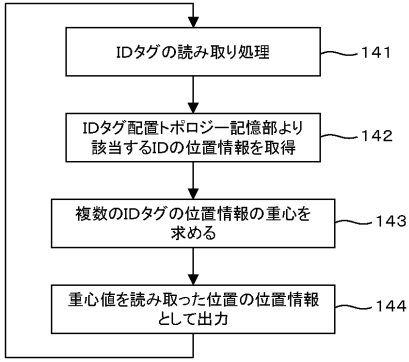 IDタグの読み取り処理
141
IDタグ配置トポロジー記憶部より
該当するIDの位置情報を取得
142
複数のIDタグの位置情報の重心を
求める
143
重心値を読み取った位置の位置情報
として出力
144